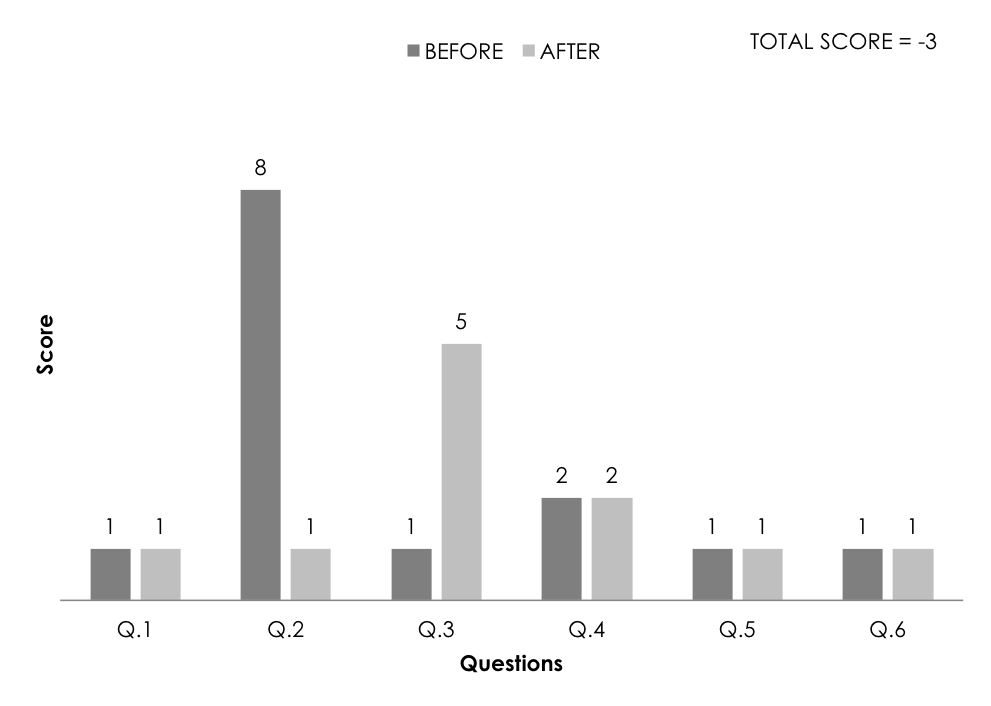 BEFORE AFTER
TOTAL SCORE = -3
8
5
2 2
1 1 1 1 1 1 1 1
Score
Q.1 Q.2 Q.3 Q.4 Q.5 Q.6
Questions